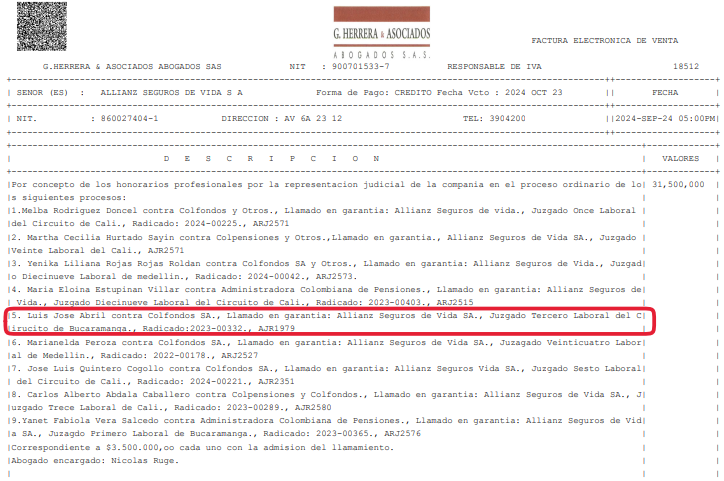 G. HERRERA & ASOCIADOS
ABOGADOS S.A.S.
FACTURA ELECTRONICA DE VENTA
G.HERRERA & ASOCIADOS ABOGADOS SAS NIT : 900701533-7 RESPONSABLE DE IVA 18512
SENOR (ES) : ALLIANZ SEGUROS DE VIDA S A Forma de Pago: CREDITO Fecha Vcto : 2024 OCT 23 FECHA
NIT. : 860027404-1 DIRECCION : AV 6A 23 12 TEL: 3904200 2024-SEP-24 05:00PM
D E S C R I P C I O N VALORES
Por concepto de los honorarios profesionales por la representacion judicial de la compania en el proceso ordinario de lo 31,500,000
s siguientes procesos:
1.Melba Rodriguez Doncel contra Colfondos y Otros., Llamado en garantia: Allianz Seguros de vida., Juzgado Once Laboral
del Circuito de Cali., Radicado: 2024-00225., ARJ2571
2. Martha Cecilia Hurtado Sayin contra Colpensiones y Otros.,Llamado en garantia., Allianz Seguros de Vida SA., Juzgado
Veinte Laboral del Cali., AJR2571
3. Yenika Liliana Rojas Rojas Roldan contra Colfondos SA y Otros., Llamado en garantia: Allianz Seguros de Vida., Juzgad
o Diecinueve Laboral de medellin., Radicado: 2024-00042., ARJ2573.
4. Maria Eloina Estupinan Villar contra Administradora Colombiana de Pensiones., Llamado en garantia: Allianz Seguros de
Vida., Juzgado Diecinueve Laboral del Circuito de Cali., Radicado: 2023-00403., ARJ2515
5. Luis Jose Abril contra Colfondos SA., Llamado en garantia: Allianz Seguros de Vida SA., Juzgado Tercero Laboral del C
irucito de Bucaramanga., Radicado:2023-00332., AJR1979
6. Marianelda Peroza contra Colfondos SA., Llamado en garantia: Allianz Seguros de Vida SA., Juzagado Veinticuatro Labor
al de Medellin., Radicado: 2022-00178., ARJ2527
7. Jose Luis Quintero Cogollo contra Colfondos SA., Llamado en garantia: Allianz Seguros Vida SA., Juzgado Sesto Laboral
del Circuito de Cali., Radicado: 2024-00221., AJR2351
8. Carlos Alberto Abdala Caballero contra Colpensiones y Colfondos., Llamado en garantia: Allianz Seguros de Vida SA., J
uzgado Trece Laboral de Cali., Radicado: 2023-00289., ARJ2580
9.Yanet Fabiola Vera Salcedo contra Administradora Colombiana de Pensiones., Llamado en garantia: Allianz Seguros de Vid
a SA., Juzagdo Primero Laboral de Bucaramanga., Radicado: 2023-00365., ARJ2576
Correspondiente a $3.500.000,oo cada uno con la admision del llamamiento.
Abogado encargado: Nicolas Ruge.